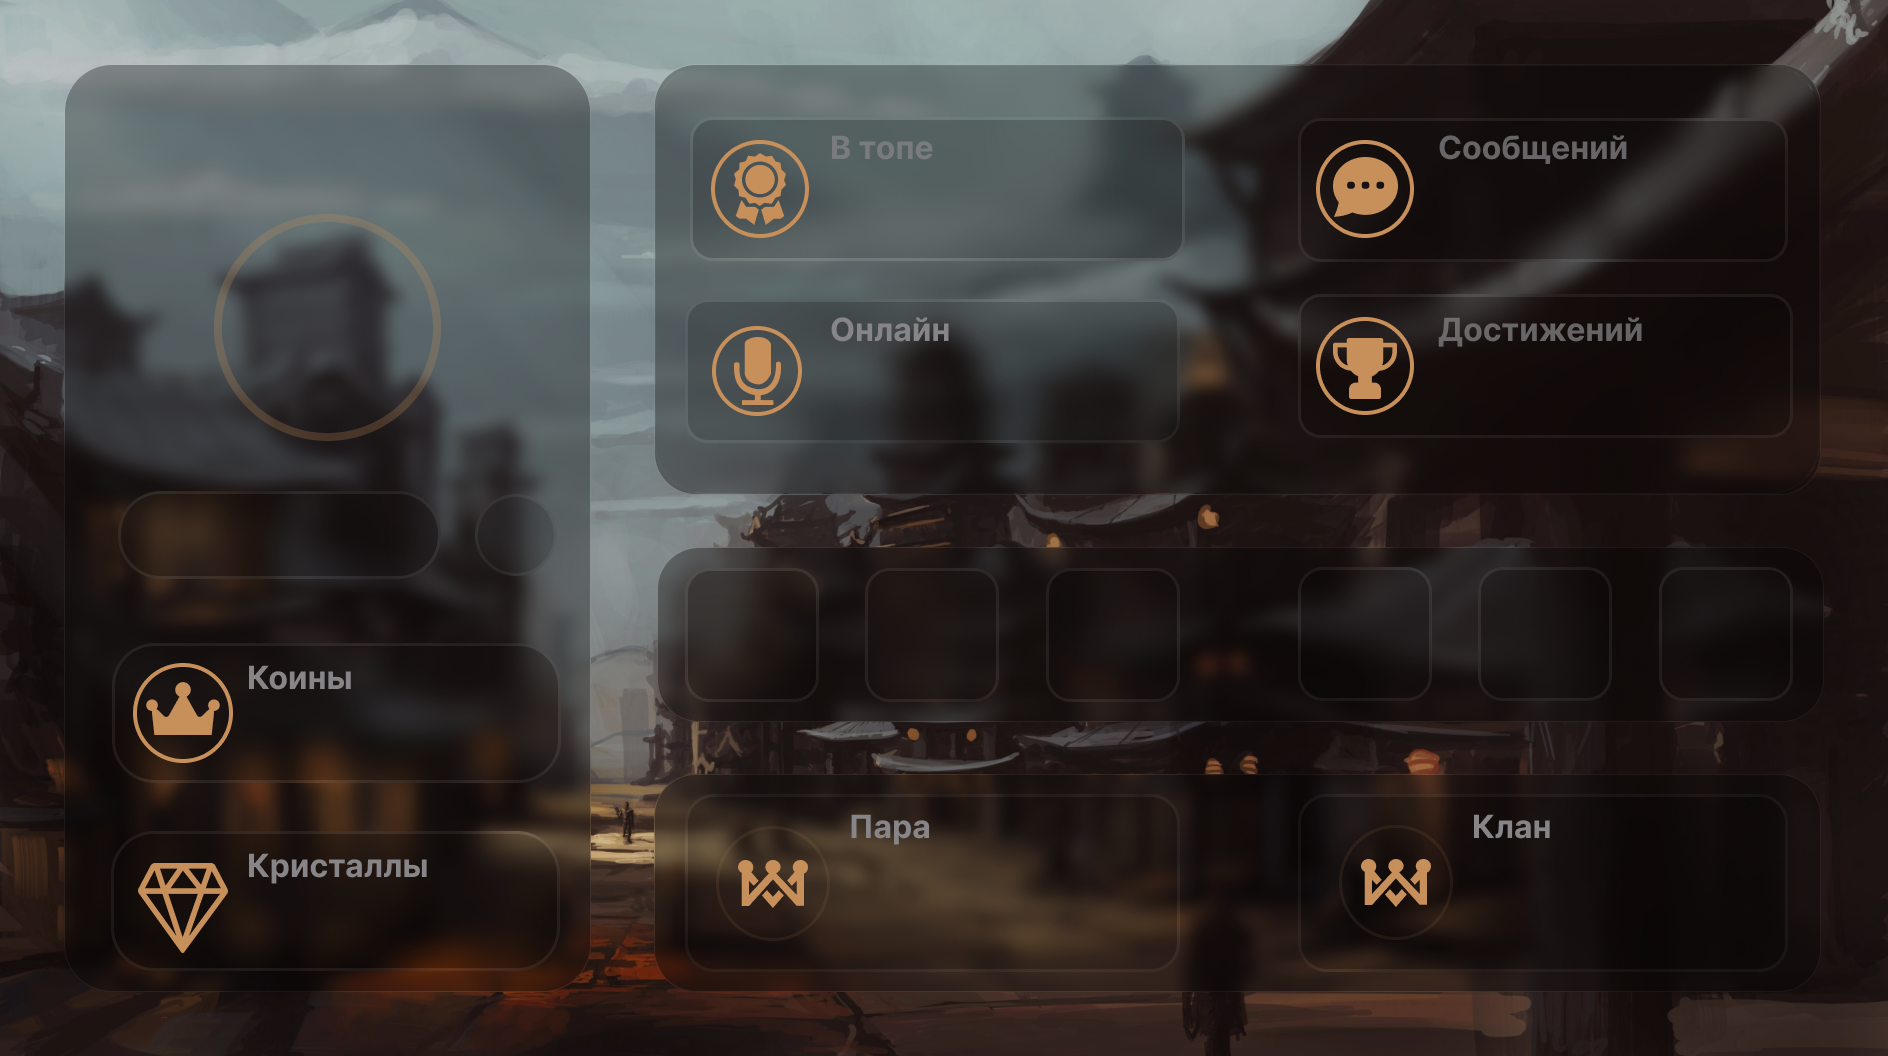 В топе
Сообщений
Онлайн
Достижений
Коины
Кристаллы
Пара
Клан